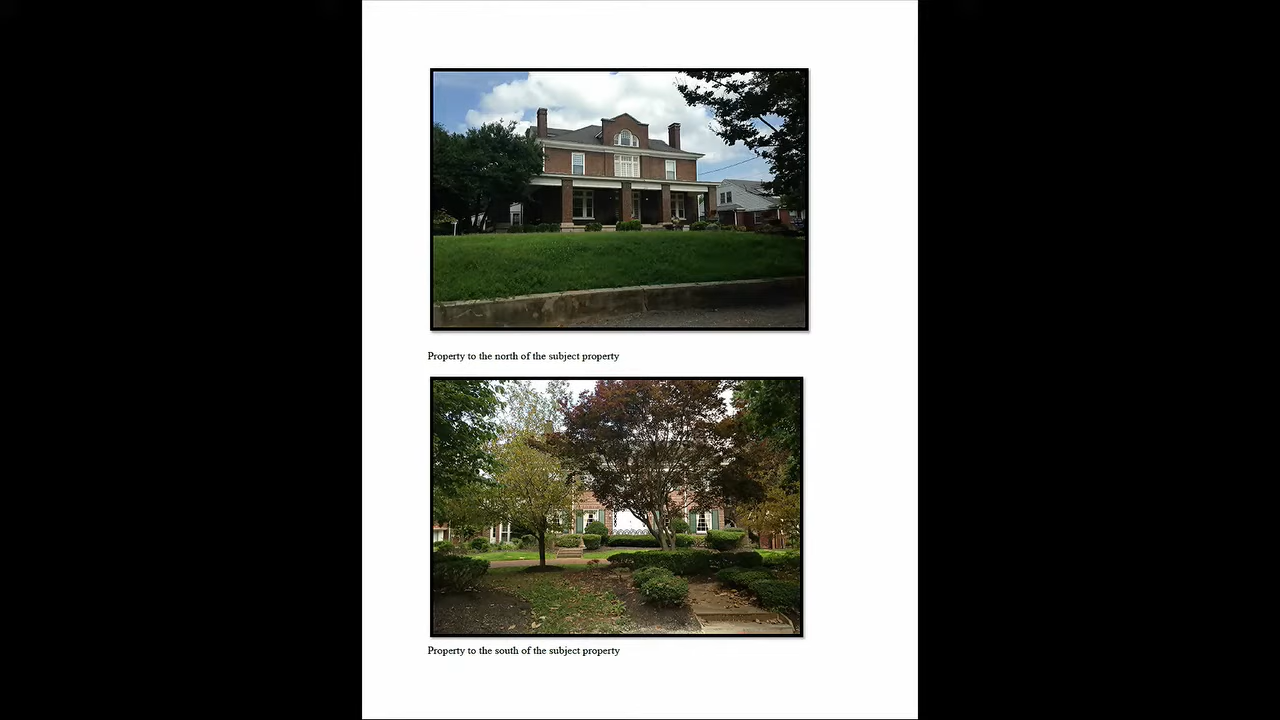 Property to the north of the subject property
Property to the south of the subject property